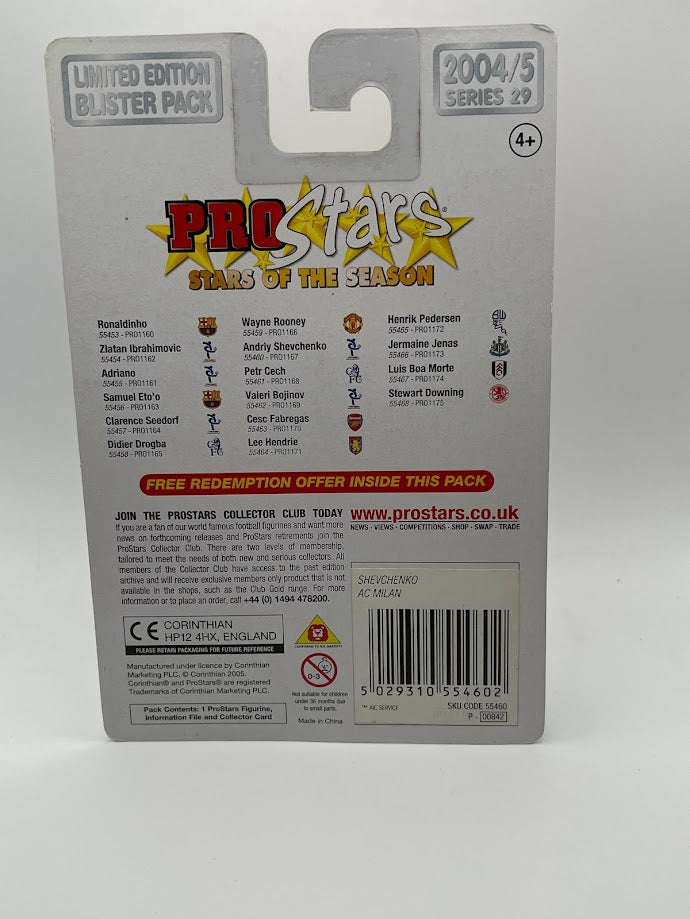 LIMITED EDITION
BLISTER PACK
2004/5
SERIES 29
4+
PROStars®
STARS OF THE SEASON
Ronaldinho
55453 - PRO1160
Zlatan Ibrahimovic
55454 - PRO1162
Adriano
55455 - PRO1161
Samuel Eto'o
55456 - PRO1163
Clarence Seedorf
55457 - PRO1164
Didier Drogba
55458 - PRO1165
Wayne Rooney
55459 - PRO1166
Andriy Shevchenko
55460 - PRO1167
Petr Cech
55461 - PRO1168
Valeri Bojinov
55462 - PRO1169
Cesc Fabregas
55463 - PRO1170
Lee Hendrie
55464 - PRO1171
Henrik Pedersen
55465 - PRO1172
Jermaine Jenas
55466 - PRO1173
Luis Boa Morte
55467 - PRO1174
Stewart Downing
55468 - PRO1175
FREE REDEMPTION OFFER INSIDE THIS PACK
JOIN THE PROSTARS COLLECTOR CLUB TODAY
If you are a fan of our world famous football figurines and want more
news on forthcoming releases and ProStars retirements join the
ProStars Collector Club. There are two levels of membership,
tailored to meet the needs of both new and serious collectors. All
members of the Collector Club have access to the past edition
archive and will receive exclusive members only product that is not
available in the shops, such as the Club Gold range. For more
information or to place an order, call +44 (0) 1494 478200.
www.prostars.co.uk
NEWS · VIEWS · COMPETITIONS · SHOP · SWAP · TRADE
CE CORINTHIAN
HP12 4HX, ENGLAND
PLEASE RETAIN PACKAGING FOR FUTURE REFERENCE
Manufactured under licence by Corinthian
Marketing PLC. © Corinthian 2005.
Corinthian® and ProStars® are registered
Trademarks of Corinthian Marketing PLC.
Pack Contents: 1 ProStars Figurine,
Information File and Collector Card
0-3
Not suitable for children
under 36 months due
to small parts.
Made in China
SHEVCHENKO
AC MILAN
5 029310 554602
™ AIC SERVICE
SKU CODE 55460
P - 00842